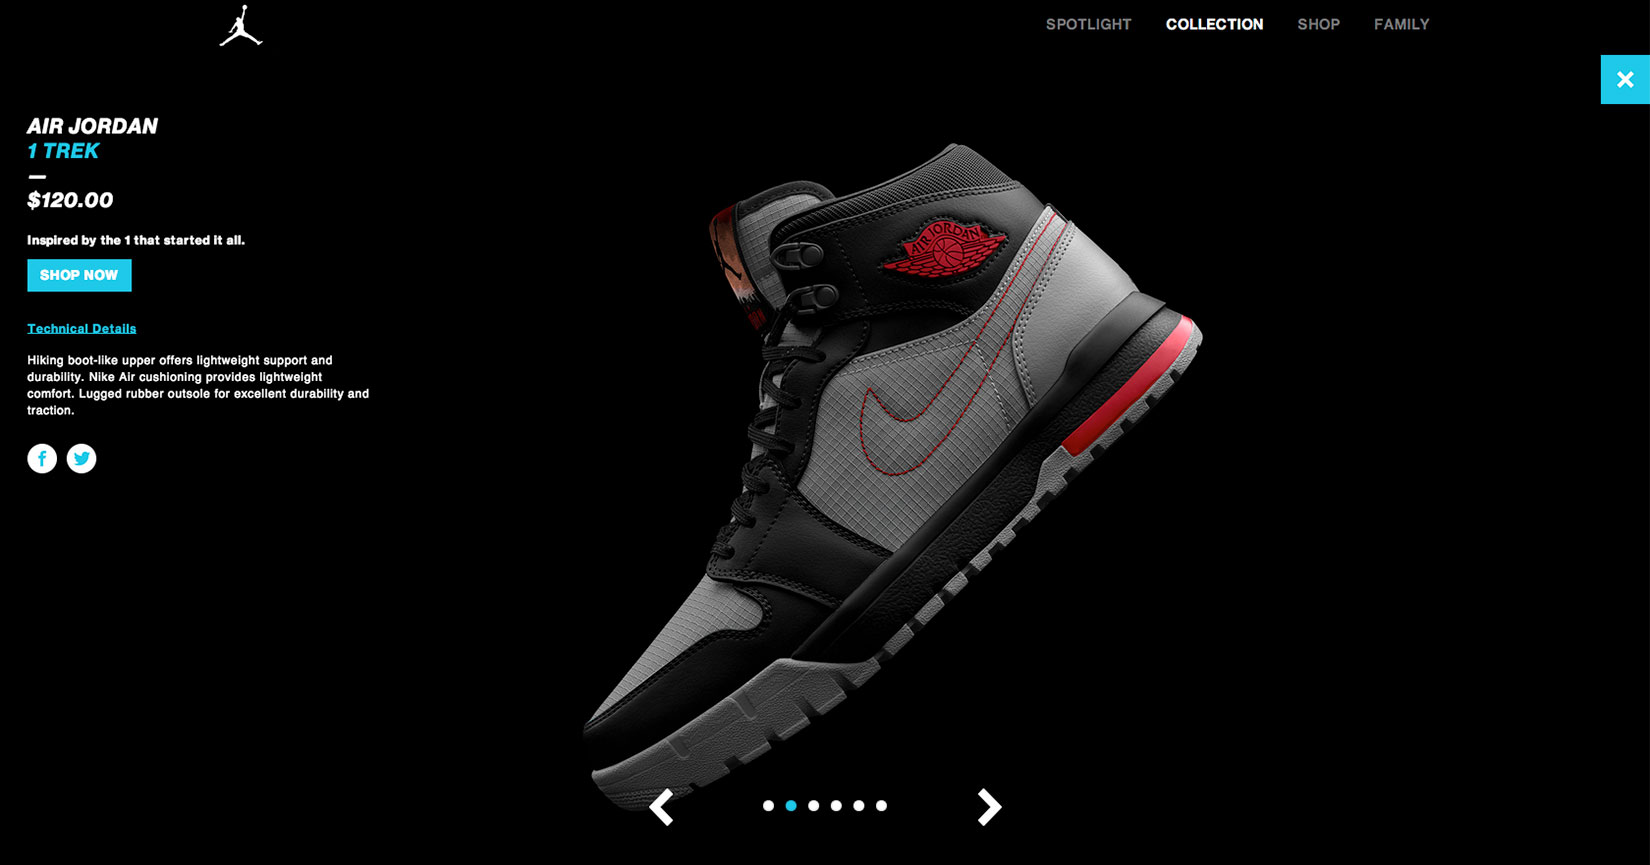 SPOTLIGHT COLLECTION SHOP FAMILY
AIR JORDAN
1 TREK
$120.00
Inspired by the 1 that started it all.
SHOP NOW
Technical Details
Hiking boot-like upper offers lightweight support and
durability. Nike Air cushioning provides lightweight
comfort. Lugged rubber outsole for excellent durability and
traction.
AIR JORDAN